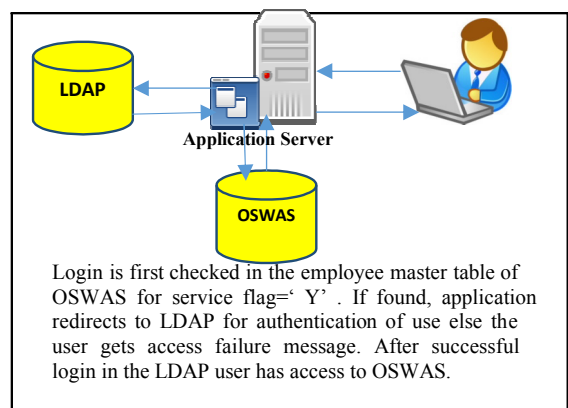 LDAP
Application Server
OSWAS
Login is first checked in the employee master table of
OSWAS for service flag=‘ Y’ . If found, application
redirects to LDAP for authentication of use else the
user gets access failure message. After successful
login in the LDAP user has access to OSWAS.